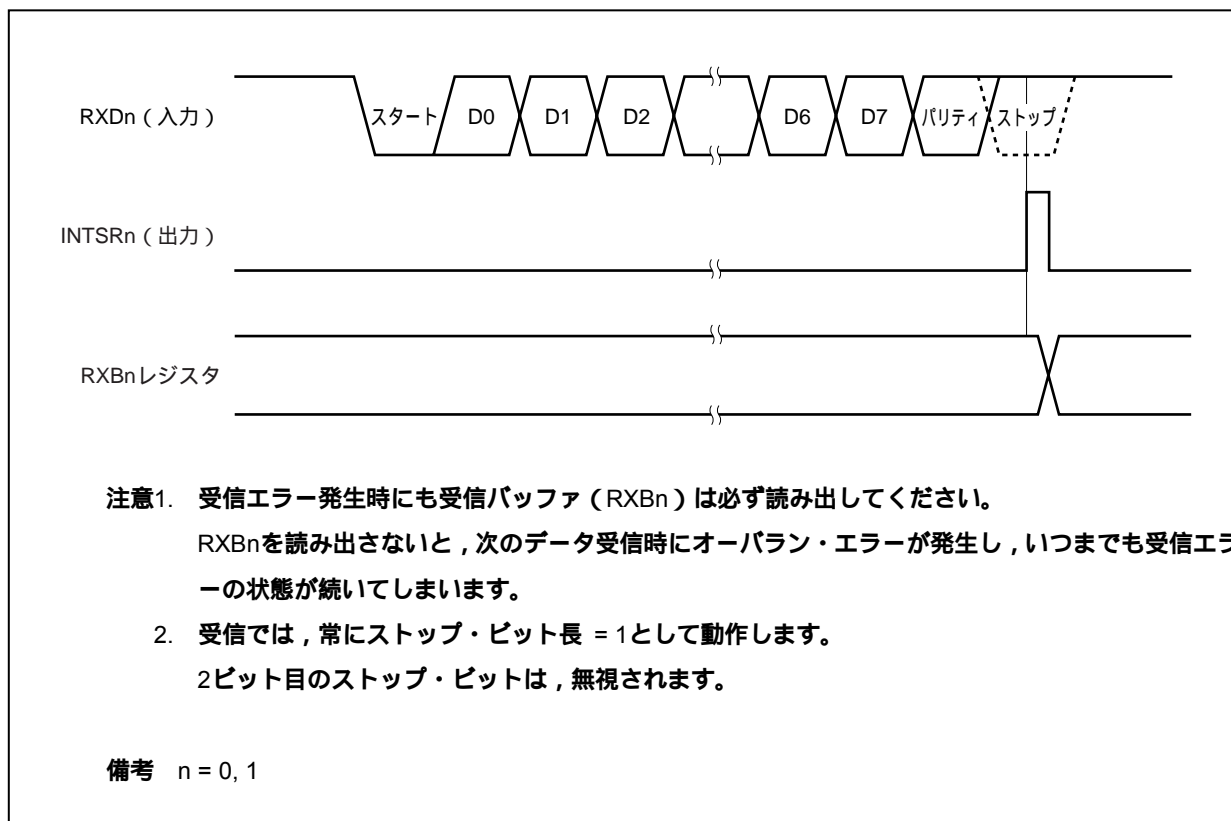 RXDn（入力）
スタート D0 D1 D2 D6 D7 パリティ ストップ
INTSRn（出力）
RXBnレジスタ
注意1. 受信エラー発生時にも受信バッファ（RXBn）は必ず読み出してください。
RXBnを読み出さないと，次のデータ受信時にオーバラン・エラーが発生し，いつまでも受信エラ
ーの状態が続いてしまいます。
2. 受信では，常にストップ・ビット長 = 1として動作します。
2ビット目のストップ・ビットは，無視されます。
備考 n = 0, 1